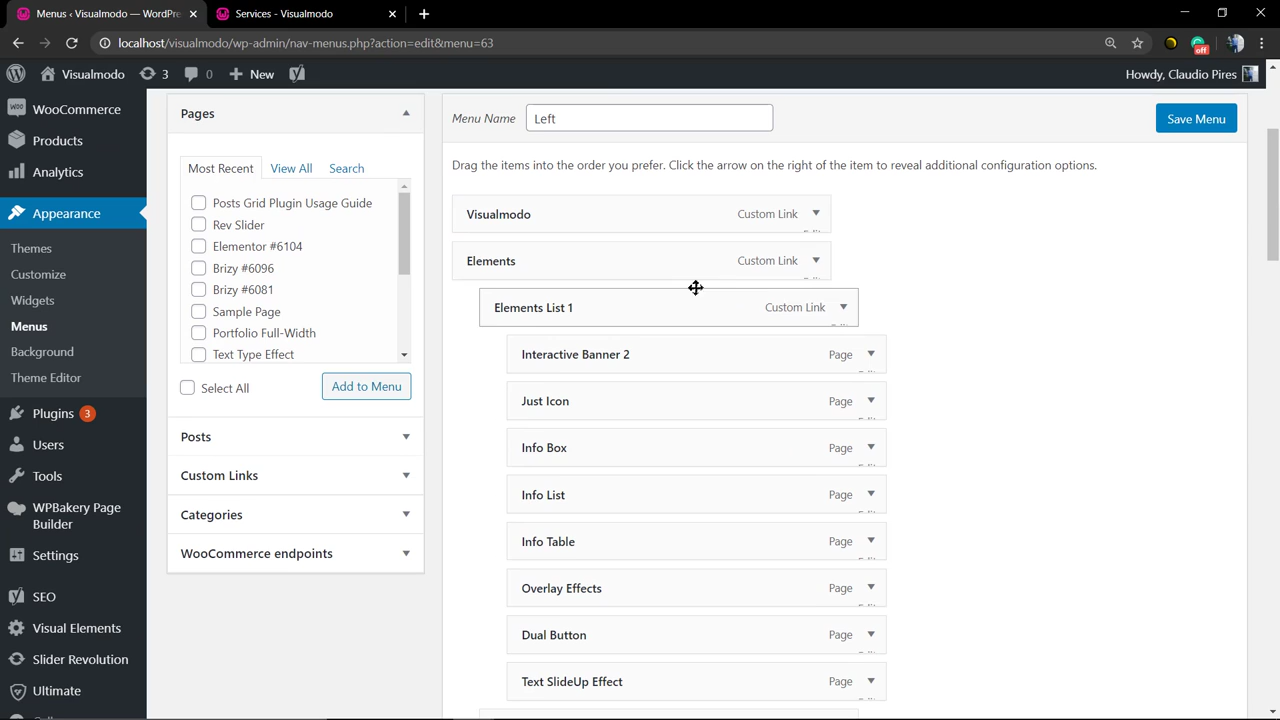 Menus ‹ Visualmodo — WordPre
Services - Visualmodo
localhost/visualmodo/wp-admin/nav-menus.php?action=edit&menu=63
off
Visualmodo
3
0
New
Howdy, Claudio Pires
WooCommerce
Products
Analytics
Appearance
Themes
Customize
Widgets
Menus
Background
Theme Editor
Plugins 3
Users
Tools
WPBakery Page
Builder
Settings
SEO
Visual Elements
Slider Revolution
Ultimate
Pages
Most Recent
View All
Search
Posts Grid Plugin Usage Guide
Rev Slider
Elementor #6104
Brizy #6096
Brizy #6081
Sample Page
Portfolio Full-Width
Text Type Effect
Select All
Add to Menu
Posts
Custom Links
Categories
WooCommerce endpoints
Menu Name
Left
Save Menu
Drag the items into the order you prefer. Click the arrow on the right of the item to reveal additional configuration options.
Visualmodo Custom Link
Elements Custom Link
Elements List 1 Custom Link
Interactive Banner 2 Page
Just Icon Page
Info Box Page
Info List Page
Info Table Page
Overlay Effects Page
Dual Button Page
Text SlideUp Effect Page